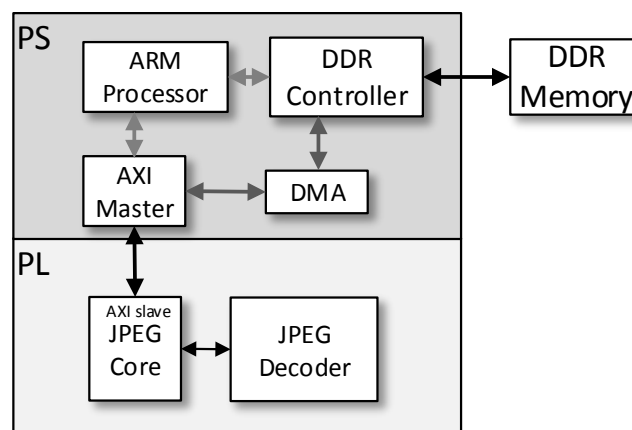 PS
ARM
Processor
DDR
Controller
DDR
Memory
AXI
Master
DMA
PL
AXI slave
JPEG
Core
JPEG
Decoder